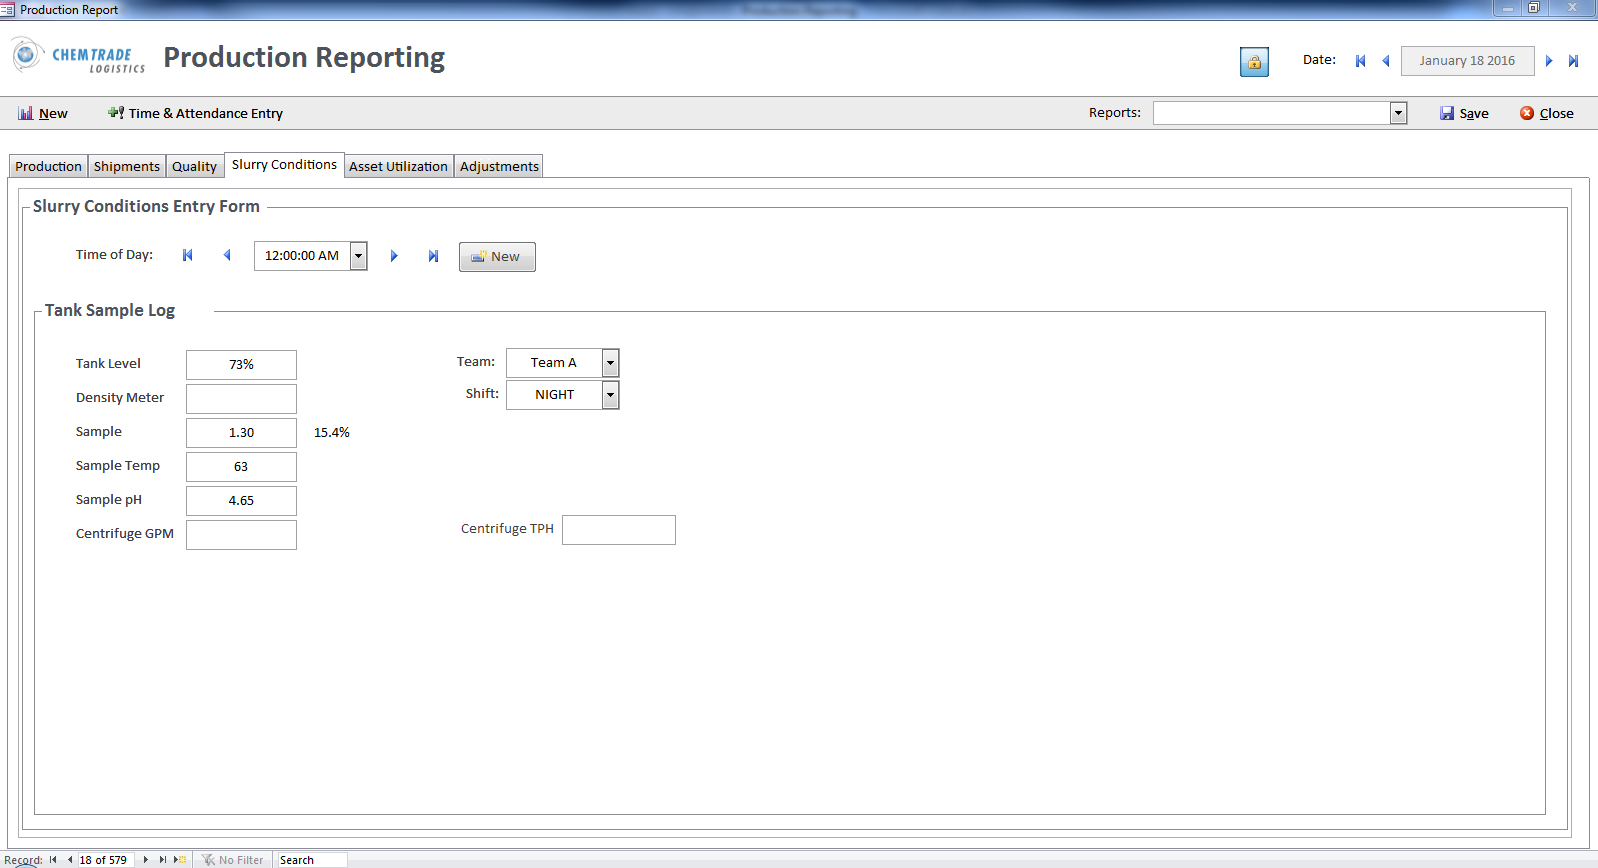 Production Report
CHEMTRADE
LOGISTICS
Production Reporting
Date:
January 18 2016
New
Time & Attendance Entry
Reports:
Save
Close
Production Shipments Quality Slurry Conditions Asset Utilization Adjustments
Slurry Conditions Entry Form
Time of Day:
12:00:00 AM
New
Tank Sample Log
Tank Level 73%
Team: Team A
Density Meter
Shift: NIGHT
Sample 1.30 15.4%
Sample Temp 63
Sample pH 4.65
Centrifuge GPM
Centrifuge TPH
Record: 18 of 579 No Filter Search